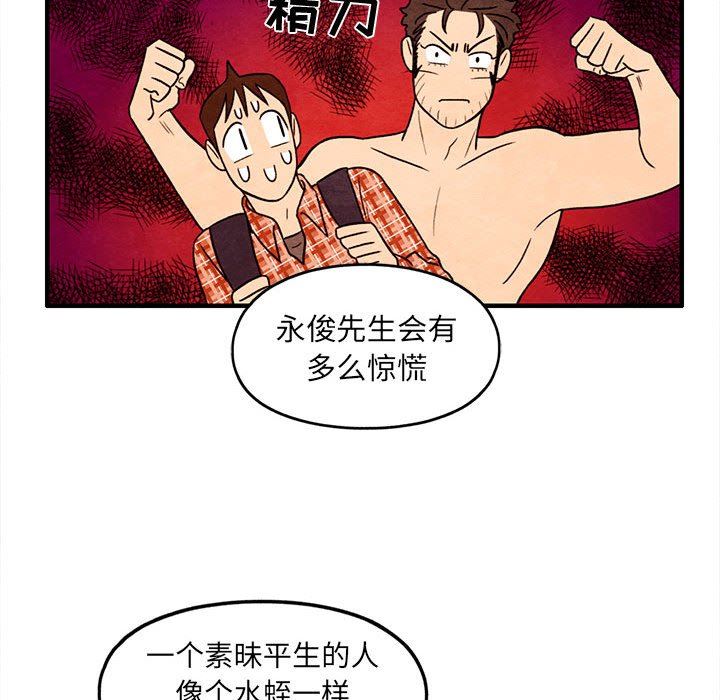 精力
永俊先生会有
多么惊慌
一个素昧平生的人
像个水蛭一样